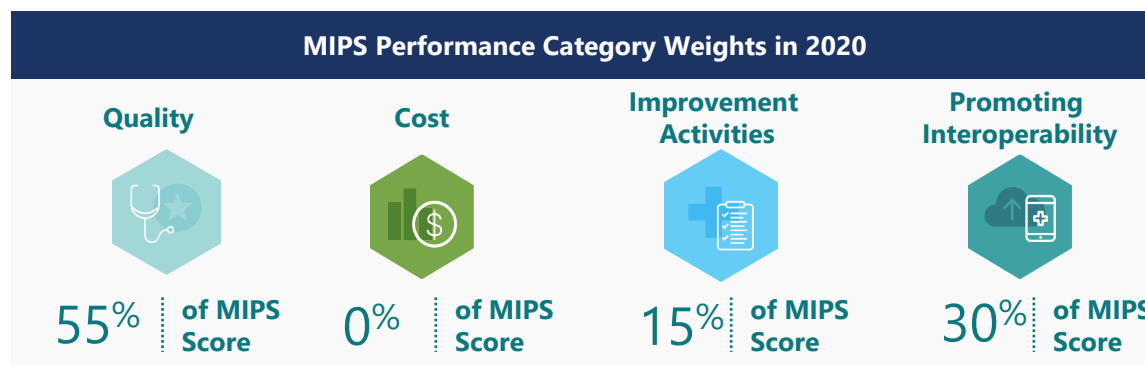 MIPS Performance Category Weights in 2020
Quality
Cost
Improvement
Activities
Promoting
Interoperability
$
55%
of MIPS
Score
0%
of MIPS
Score
15%
of MIPS
Score
30%
of MIPS
Score